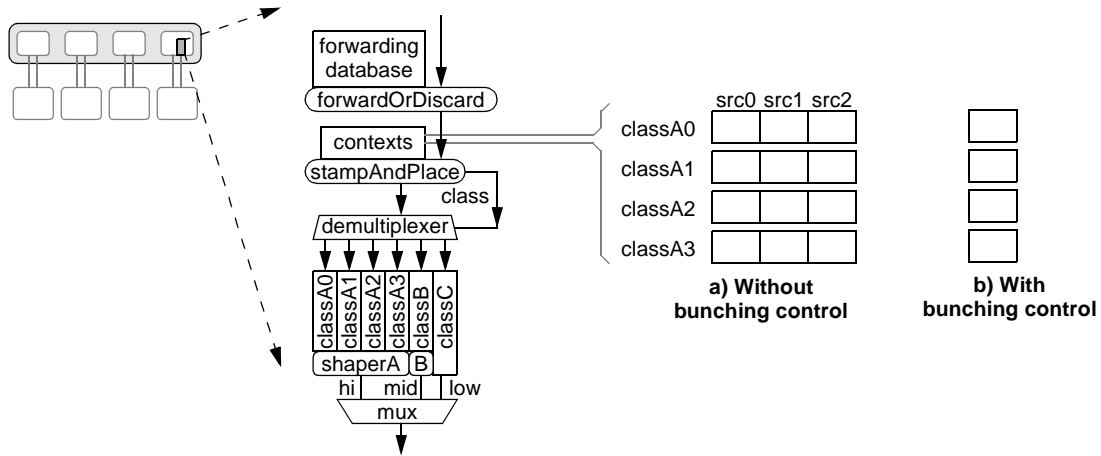 forwarding
database
forwardOrDiscard
contexts
stampAndPlace
class
demultiplexer
classA0
classA1
classA2
classA3
classB
classC
shaperA
B
hi
mid
low
mux
src0 src1 src2
classA0
classA1
classA2
classA3
a) Without
bunching control
b) With
bunching control